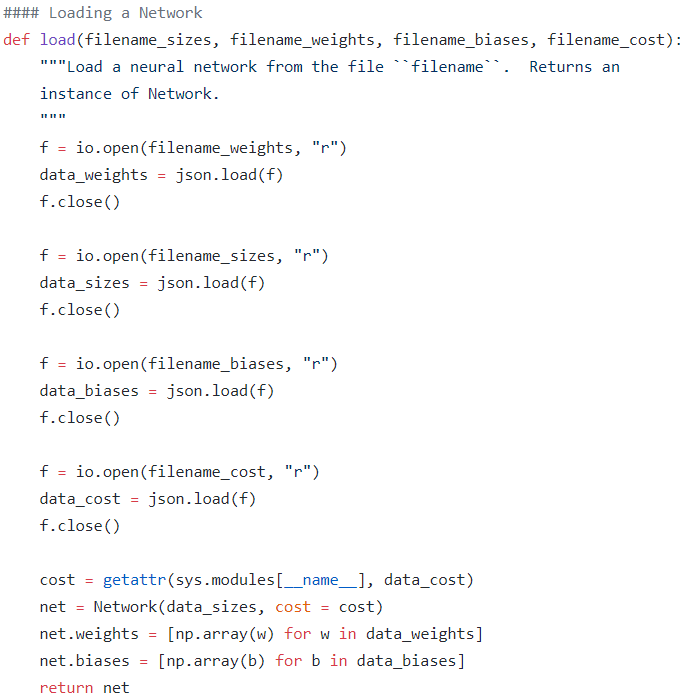 #### Loading a Network
def load(filename_sizes, filename_weights, filename_biases, filename_cost):
    """Load a neural network from the file ``filename``.  Returns an
    instance of Network.
    """
    f = io.open(filename_weights, "r")
    data_weights = json.load(f)
    f.close()

    f = io.open(filename_sizes, "r")
    data_sizes = json.load(f)
    f.close()

    f = io.open(filename_biases, "r")
    data_biases = json.load(f)
    f.close()

    f = io.open(filename_cost, "r")
    data_cost = json.load(f)
    f.close()

    cost = getattr(sys.modules[__name__], data_cost)
    net = Network(data_sizes, cost = cost)
    net.weights = [np.array(w) for w in data_weights]
    net.biases = [np.array(b) for b in data_biases]
    return net